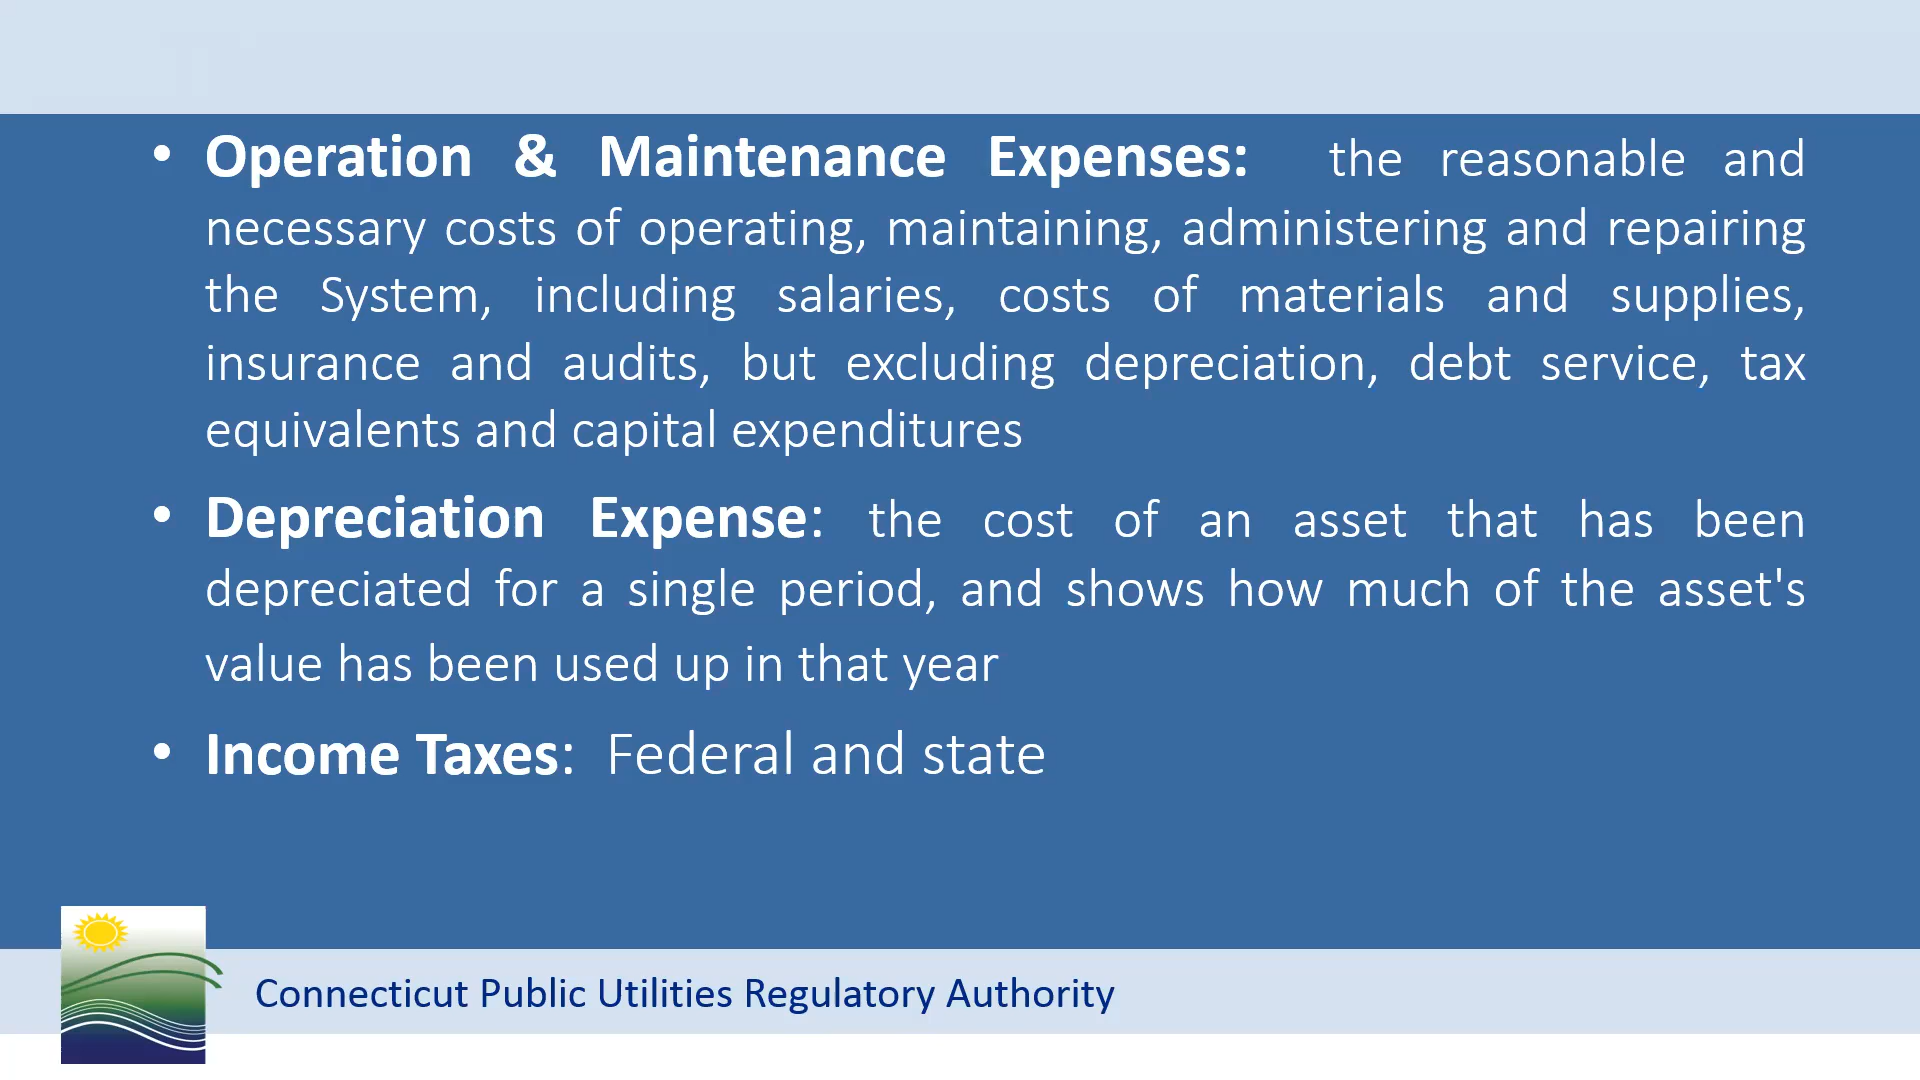 • Operation & Maintenance Expenses: the reasonable and
necessary costs of operating, maintaining, administering and repairing
the System, including salaries, costs of materials and supplies,
insurance and audits, but excluding depreciation, debt service, tax
equivalents and capital expenditures
• Depreciation Expense: the cost of an asset that has been
depreciated for a single period, and shows how much of the asset's
value has been used up in that year
• Income Taxes: Federal and state
Connecticut Public Utilities Regulatory Authority